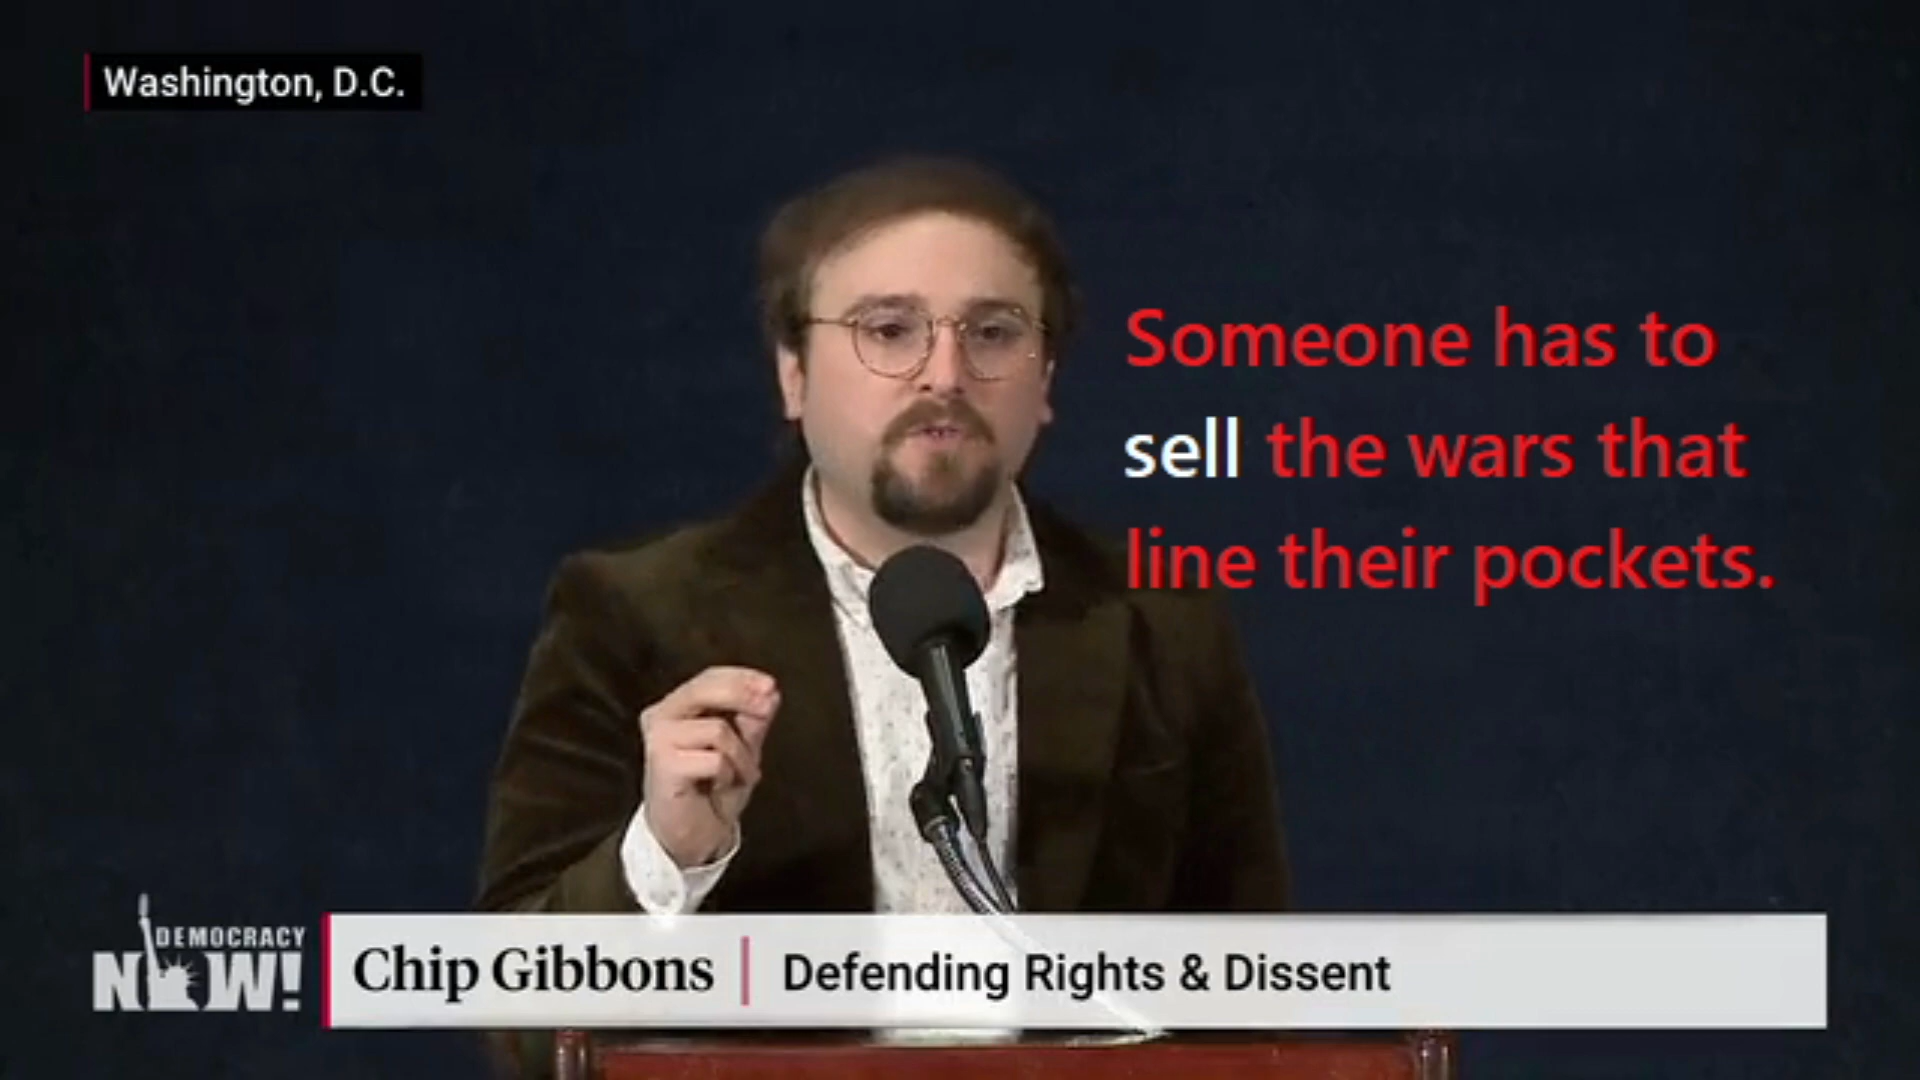 Washington, D.C.
Someone has to
sell the wars that
line their pockets.
DEMOCRACY
NOW!
Chip Gibbons
Defending Rights & Dissent